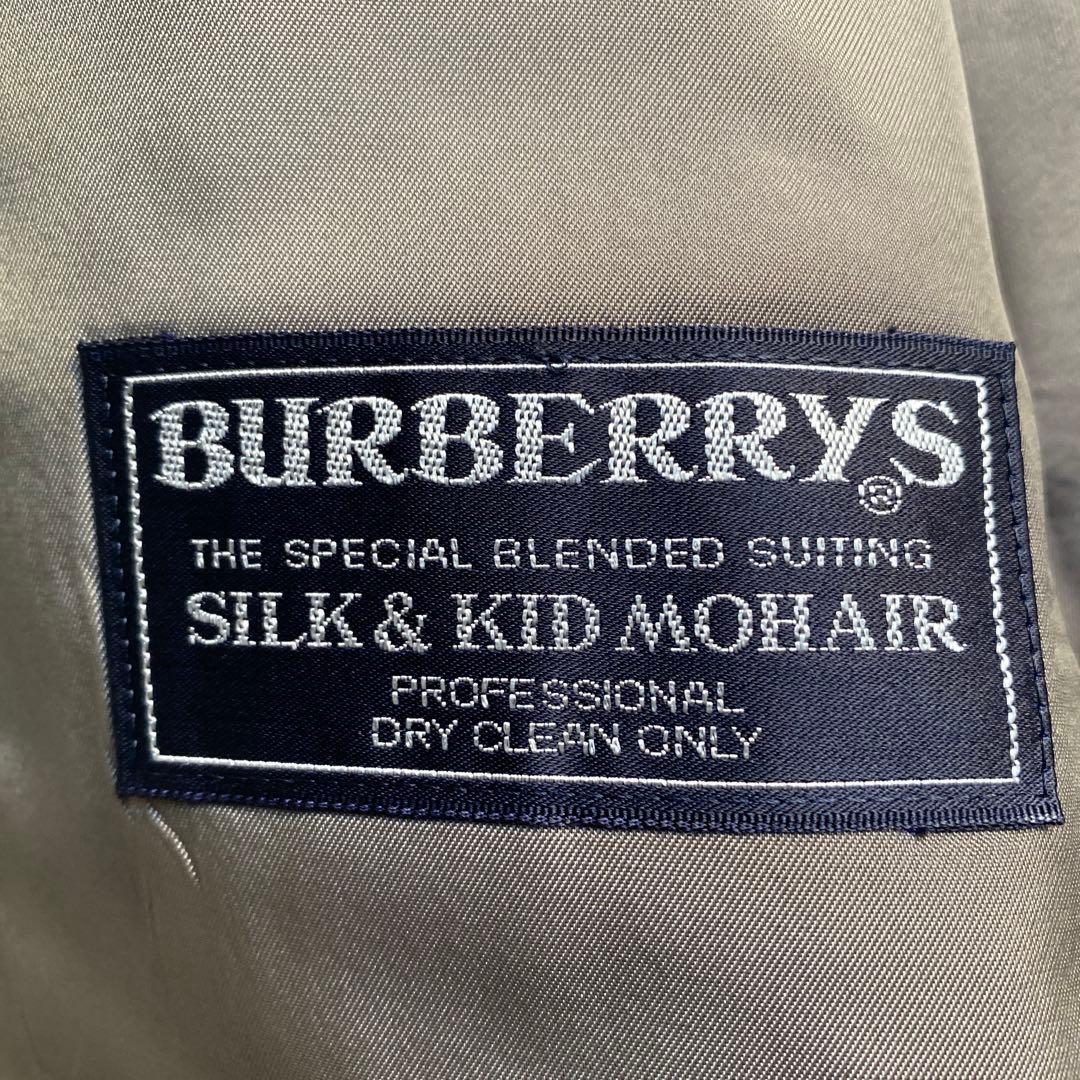 BURBERRYS®
THE SPECIAL BLENDED SUITING
SILK & KID MOHAIR
PROFESSIONAL
DRY CLEAN ONLY